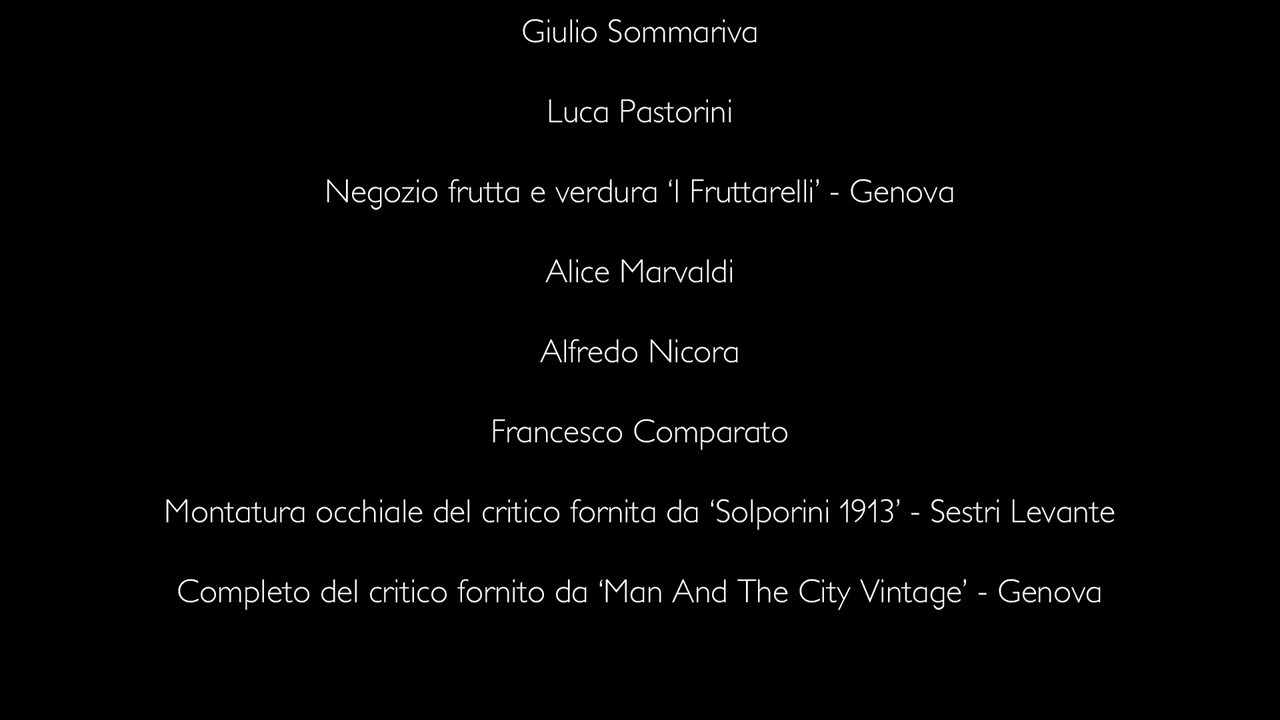 Giulio Sommariva
Luca Pastorini
Negozio frutta e verdura ‘I Fruttarelli’ - Genova
Alice Marvaldi
Alfredo Nicora
Francesco Comparato
Montatura occhiale del critico fornita da ‘Solporini 1913’ - Sestri Levante
Completo del critico fornito da ‘Man And The City Vintage’ - Genova